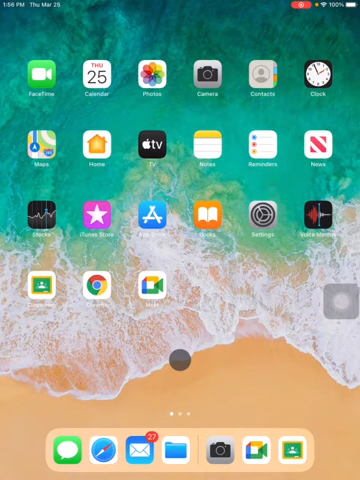 1:56 PM Thu Mar 25
100%
THU
25
FaceTime Calendar Photos Camera Contacts Clock
tv
280
Maps Home TV Notes Reminders News
Stocks iTunes Store App Store Books Settings Voice Memos
27